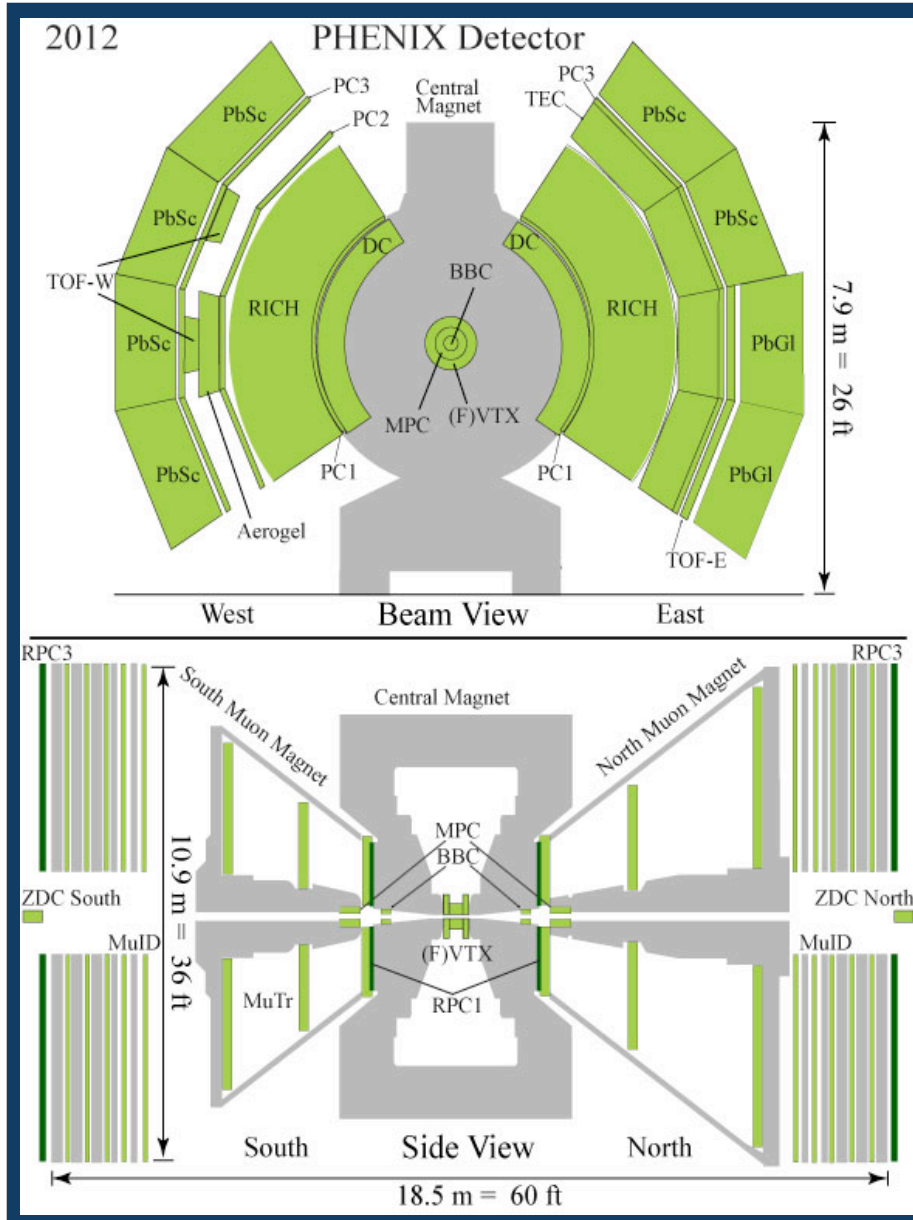 2012
PHENIX Detector
Central
Magnet
PC3
PC2
PbSc
PbSc
PbSc
PbSc
TOF-W
RICH
DC
PC1
Aerogel
BBC
MPC
(F)VTX
PC3
TEC
PbSc
PbSc
DC
RICH
PbGl
PbGl
PC1
TOF-E
7.9 m = 26 ft
West
Beam View
East
RPC3
RPC3
South Muon Magnet
Central Magnet
North Muon Magnet
MPC
BBC
ZDC South
ZDC North
MuID
MuID
(F)VTX
MuTr
RPC1
10.9 m = 36 ft
South
Side View
North
18.5 m = 60 ft